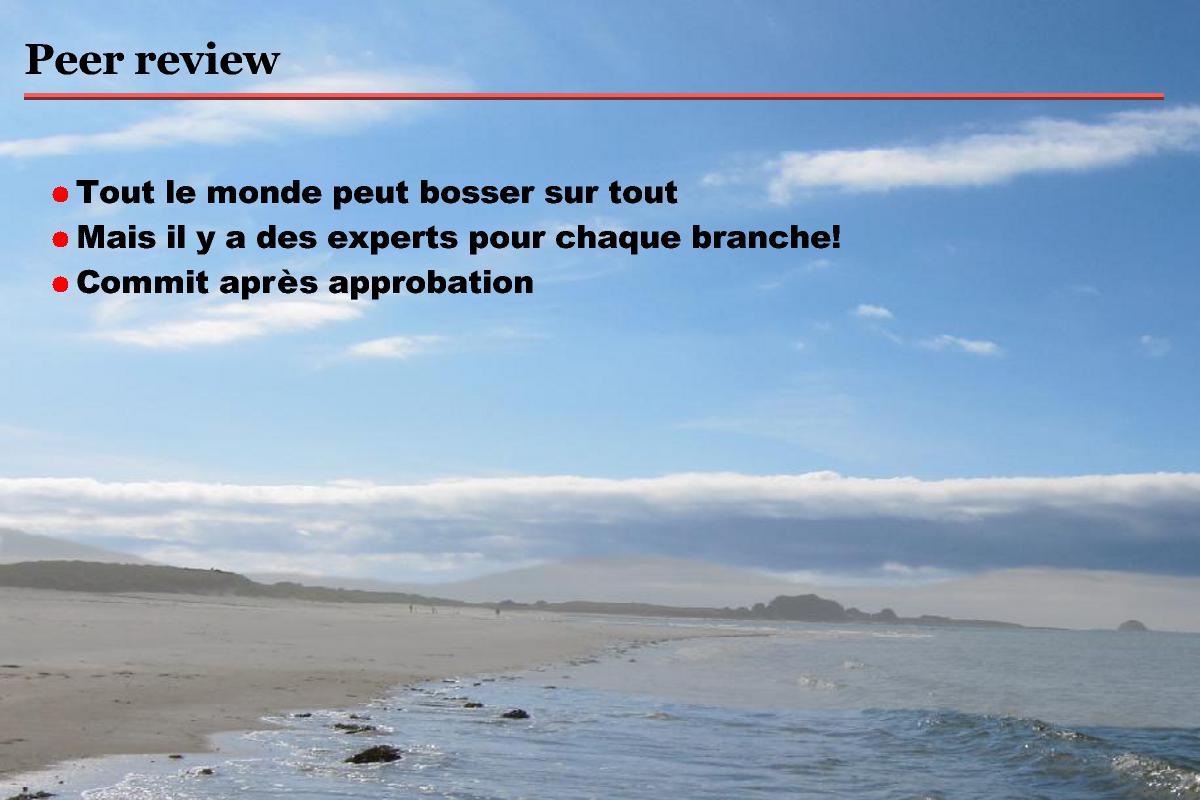 Peer review
Tout le monde peut bosser sur tout
Mais il y a des experts pour chaque branche!
Commit après approbation